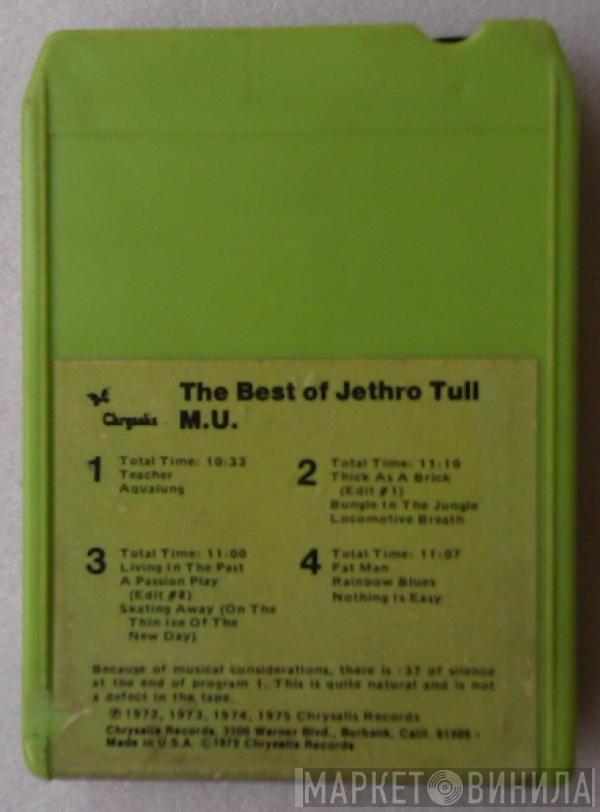 The Best of Jethro Tull
M.U.
Chrysalis
1
Total Time: 10:33
Teacher
Aqualung
2
Total Time: 11:10
Thick As A Brick
(Edit #1)
Bungle In The Jungle
Locomotive Breath
3
Total Time: 11:00
Living In The Past
A Passion Play
(Edit #8)
Skating Away (On The
Thin Ice Of The
New Day)
4
Total Time: 11:07
Fat Man
Rainbow Blues
Nothing Is Easy
Because of musical considerations, there is :37 of silence
at the end of program 1. This is quite natural and is not
a defect in the tape.
℗ 1972, 1973, 1974, 1975 Chrysalis Records
Chrysalis Records, 3300 Warner Blvd., Burbank, Calif. 91505 -
Made in U.S.A. ©1975 Chrysalis Records
МАРКЕТ ВИНИЛА